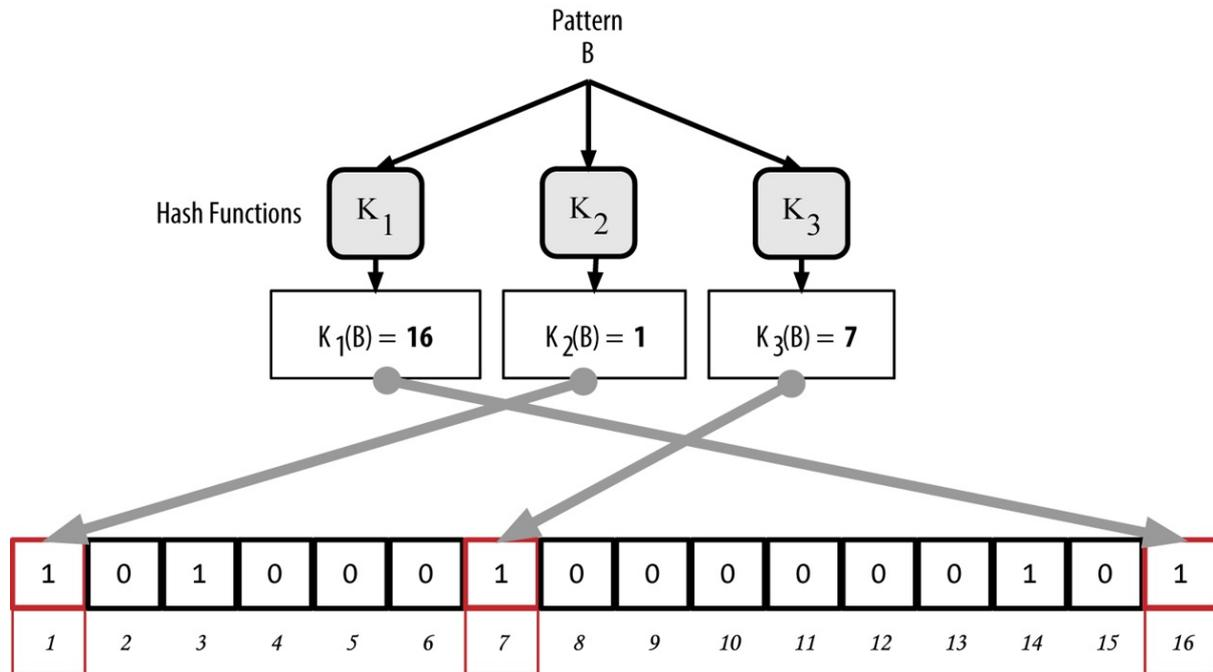 Pattern
B
Hash Functions
K1
K2
K3
K1(B) = 16
K2(B) = 1
K3(B) = 7
1 0 1 0 0 0 1 0 0 0 0 0 0 1 0 1
1 2 3 4 5 6 7 8 9 10 11 12 13 14 15 16